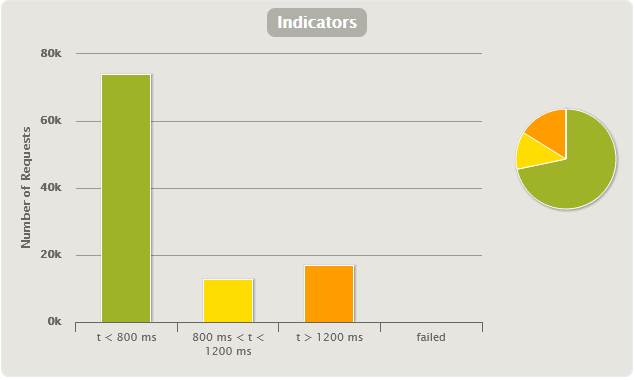 Indicators
80k
60k
40k
20k
0k
Number of Requests
t < 800 ms
800 ms < t <
1200 ms
t > 1200 ms
failed